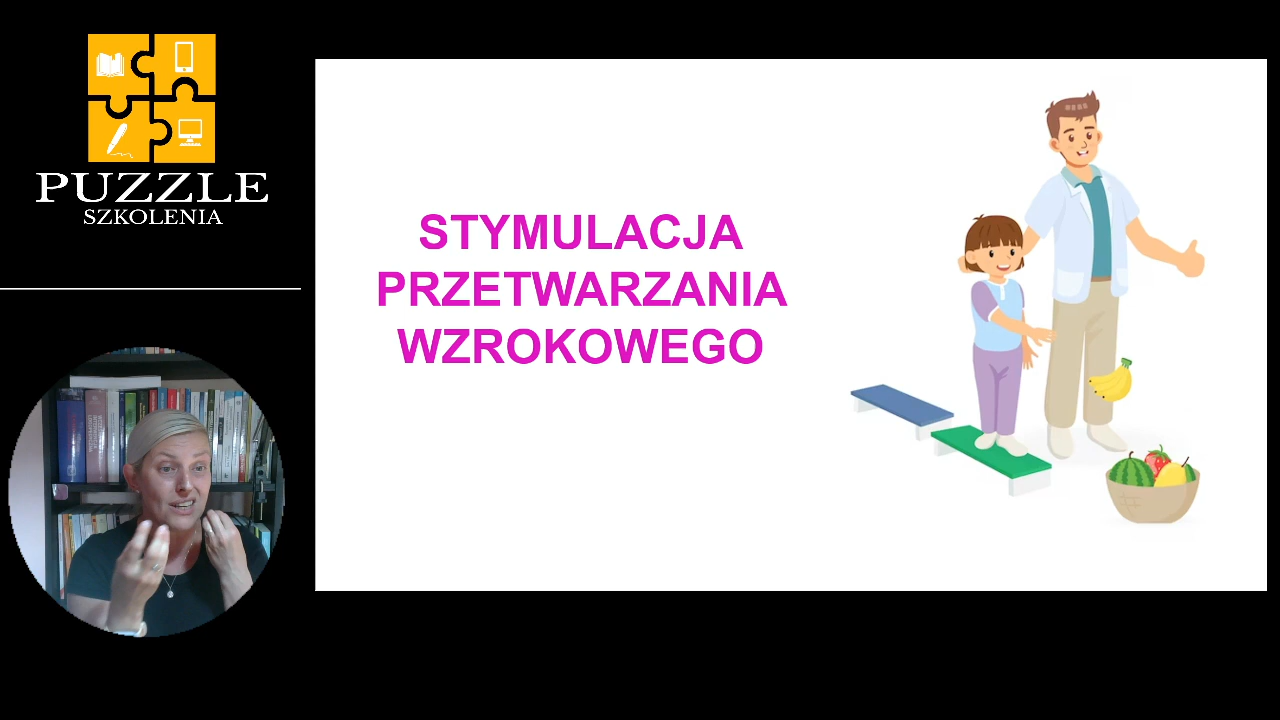 PUZZLE
SZKOLENIA
STYMULACJA
PRZETWARZANIA
WZROKOWEGO